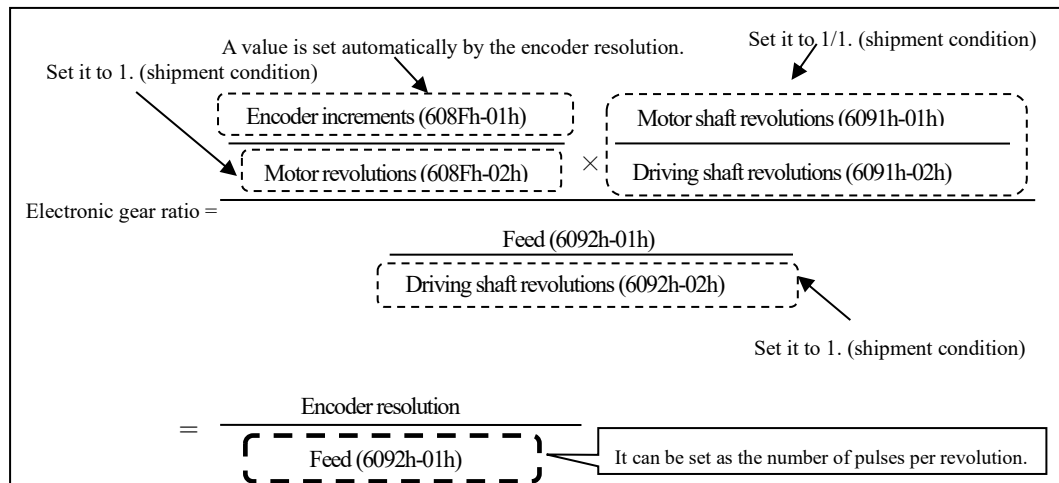 A value is set automatically by the encoder resolution.
Set it to 1/1. (shipment condition)
Set it to 1. (shipment condition)
Encoder increments (608Fh-01h)
Motor shaft revolutions (6091h-01h)
×
Motor revolutions (608Fh-02h)
Driving shaft revolutions (6091h-02h)
Electronic gear ratio =
Feed (6092h-01h)
Driving shaft revolutions (6092h-02h)
Set it to 1. (shipment condition)
Encoder resolution
=
Feed (6092h-01h)
It can be set as the number of pulses per revolution.